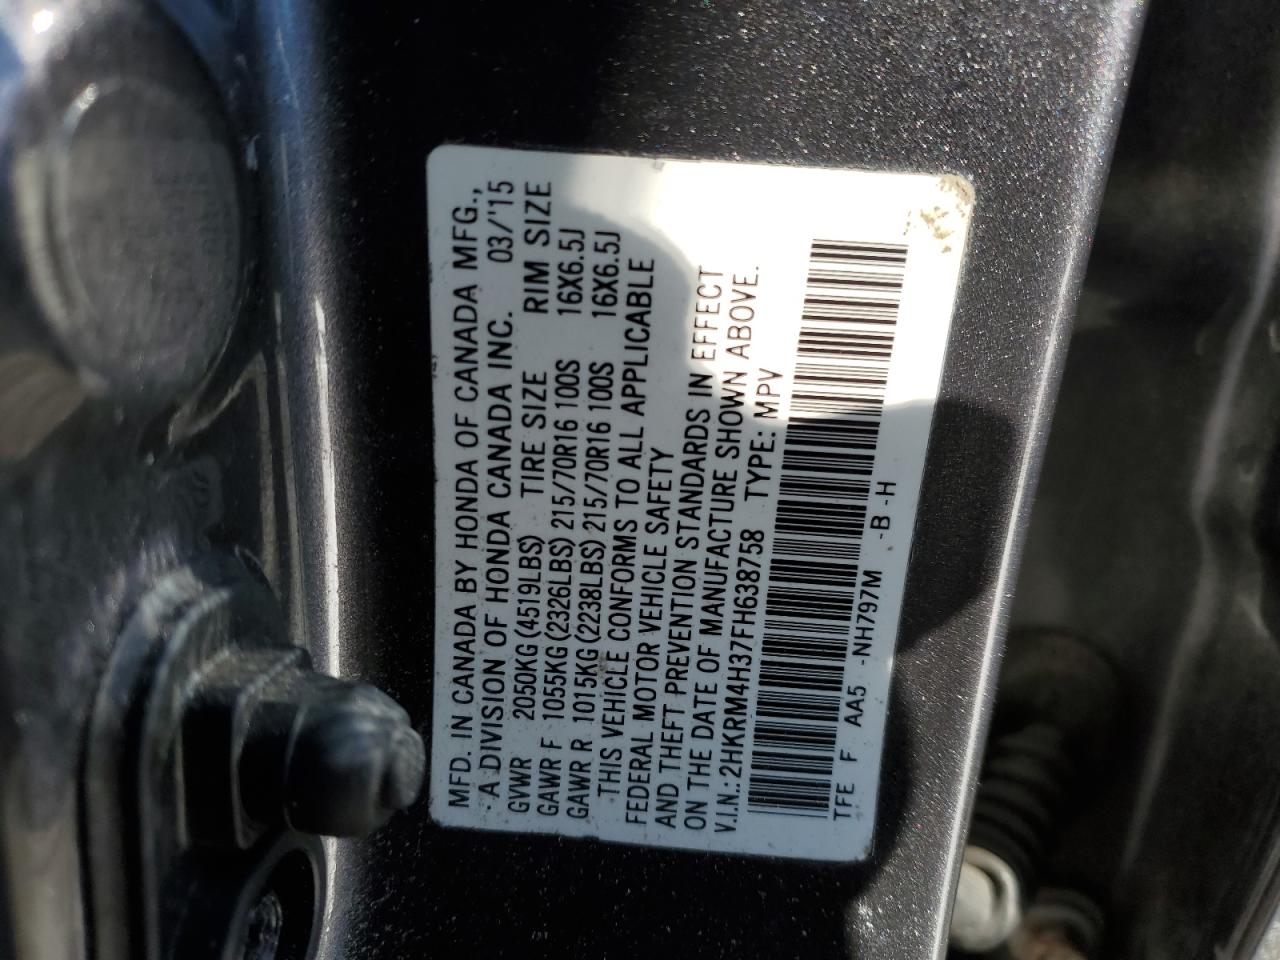 MFD. IN CANADA BY HONDA OF CANADA MFG.,
A DIVISION OF HONDA CANADA INC. 03/'15
GVWR 2050KG(4519LBS) TIRE SIZE RIM SIZE
GAWR F 1055KG(2326LBS) 215/70R16 100S 16X6.5J
GAWR R 1015KG(2238LBS) 215/70R16 100S 16X6.5J
THIS VEHICLE CONFORMS TO ALL APPLICABLE
FEDERAL MOTOR VEHICLE SAFETY
AND THEFT PREVENTION STANDARDS IN EFFECT
ON THE DATE OF MANUFACTURE SHOWN ABOVE.
V.I.N.:2HKRM4H37FH638758 TYPE: MPV
TFE F AA5 -NH797M -B -H